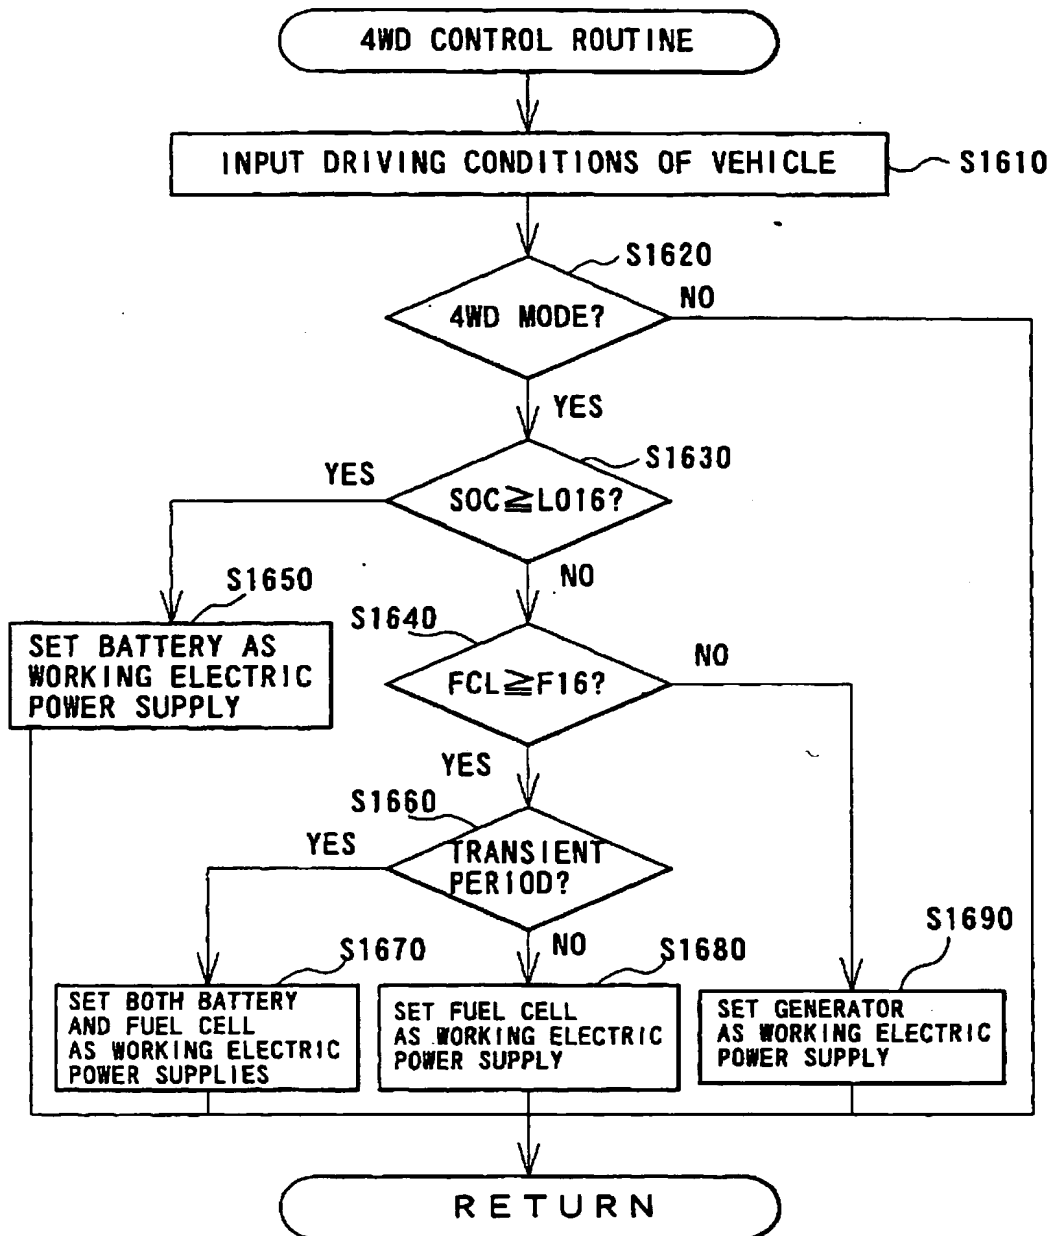 4WD CONTROL ROUTINE
INPUT DRIVING CONDITIONS OF VEHICLE
S1610
S1620
4WD MODE?
NO
YES
S1630
YES
SOC≧LO16?
NO
S1650
SET BATTERY AS
WORKING ELECTRIC
POWER SUPPLY
S1640
FCL≧F16?
NO
YES
S1660
YES
TRANSIENT
PERIOD?
NO
S1670
SET BOTH BATTERY
AND FUEL CELL
AS WORKING ELECTRIC
POWER SUPPLIES
S1680
SET FUEL CELL
AS WORKING ELECTRIC
POWER SUPPLY
S1690
SET GENERATOR
AS WORKING ELECTRIC
POWER SUPPLY
RETURN